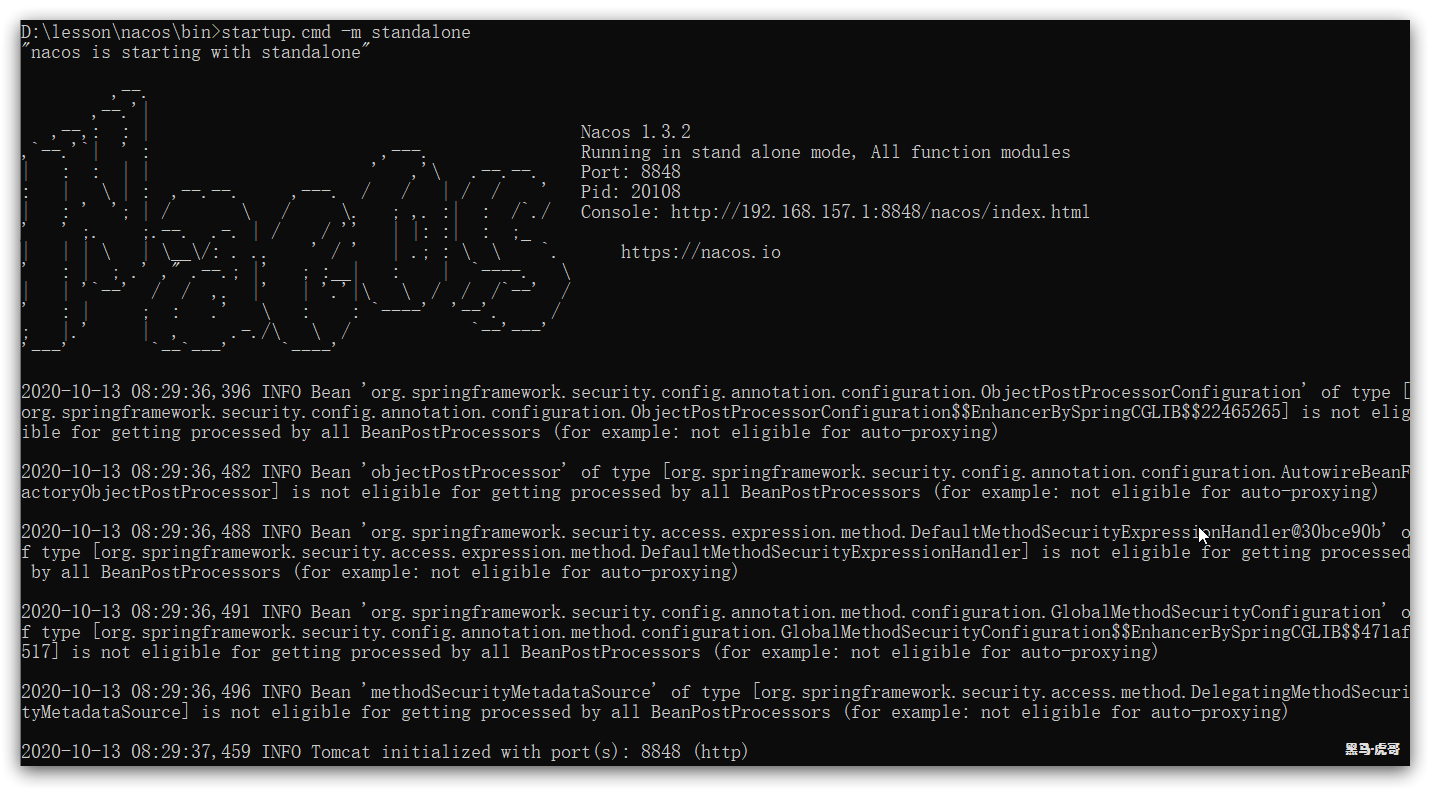 D:\lesson\nacos\bin>startup.cmd -m standalone
"nacos is starting with standalone"
Nacos 1.3.2
Running in stand alone mode, All function modules
Port: 8848
Pid: 20108
Console: http://192.168.157.1:8848/nacos/index.html
https://nacos.io
2020-10-13 08:29:36,396 INFO Bean 'org.springframework.security.config.annotation.configuration.ObjectPostProcessorConfiguration' of type [
org.springframework.security.config.annotation.configuration.ObjectPostProcessorConfiguration$$EnhancerBySpringCGLIB$$22465265] is not elig
ible for getting processed by all BeanPostProcessors (for example: not eligible for auto-proxying)
2020-10-13 08:29:36,482 INFO Bean 'objectPostProcessor' of type [org.springframework.security.config.annotation.configuration.AutowireBeanF
actoryObjectPostProcessor] is not eligible for getting processed by all BeanPostProcessors (for example: not eligible for auto-proxying)
2020-10-13 08:29:36,488 INFO Bean 'org.springframework.security.access.expression.method.DefaultMethodSecurityExpressionHandler@30bce90b' o
f type [org.springframework.security.access.expression.method.DefaultMethodSecurityExpressionHandler] is not eligible for getting processed
 by all BeanPostProcessors (for example: not eligible for auto-proxying)
2020-10-13 08:29:36,491 INFO Bean 'org.springframework.security.config.annotation.method.configuration.GlobalMethodSecurityConfiguration' o
f type [org.springframework.security.config.annotation.method.configuration.GlobalMethodSecurityConfiguration$$EnhancerBySpringCGLIB$$471af
517] is not eligible for getting processed by all BeanPostProcessors (for example: not eligible for auto-proxying)
2020-10-13 08:29:36,496 INFO Bean 'methodSecurityMetadataSource' of type [org.springframework.security.access.method.DelegatingMethodSecuri
tyMetadataSource] is not eligible for getting processed by all BeanPostProcessors (for example: not eligible for auto-proxying)
2020-10-13 08:29:37,459 INFO Tomcat initialized with port(s): 8848 (http)
黑马·虎哥